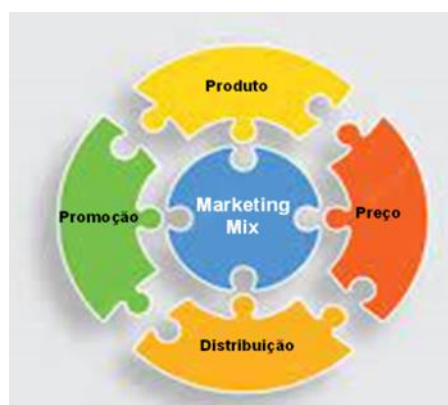 Produto
Promoção
Marketing
Mix
Preço
Distribuição